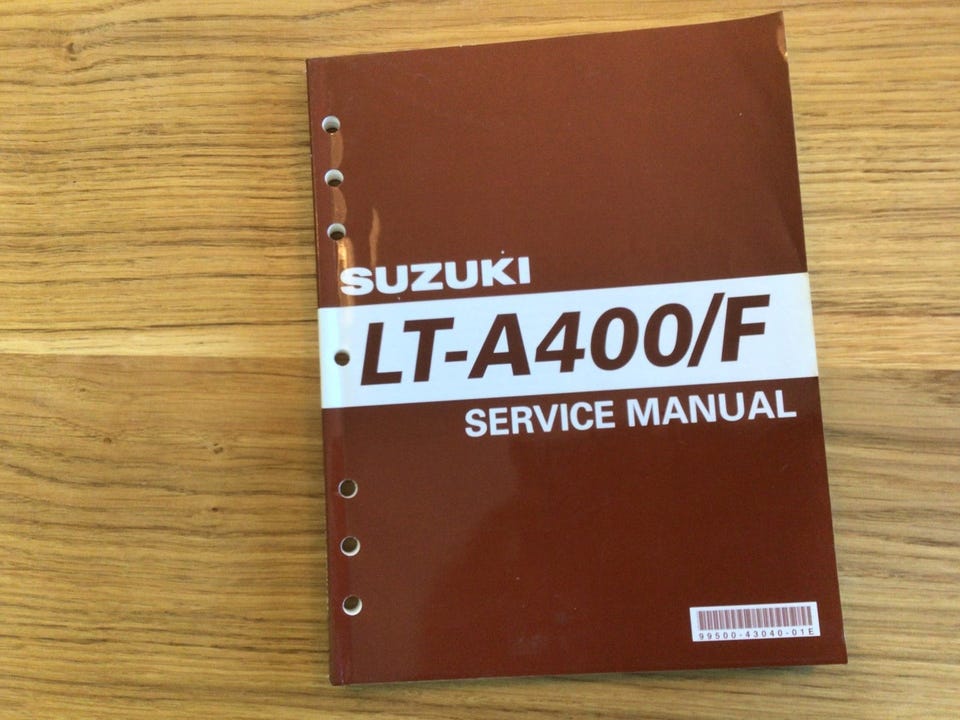 SUZUKI
LT-A400/F
SERVICE MANUAL
99500-43040-01E